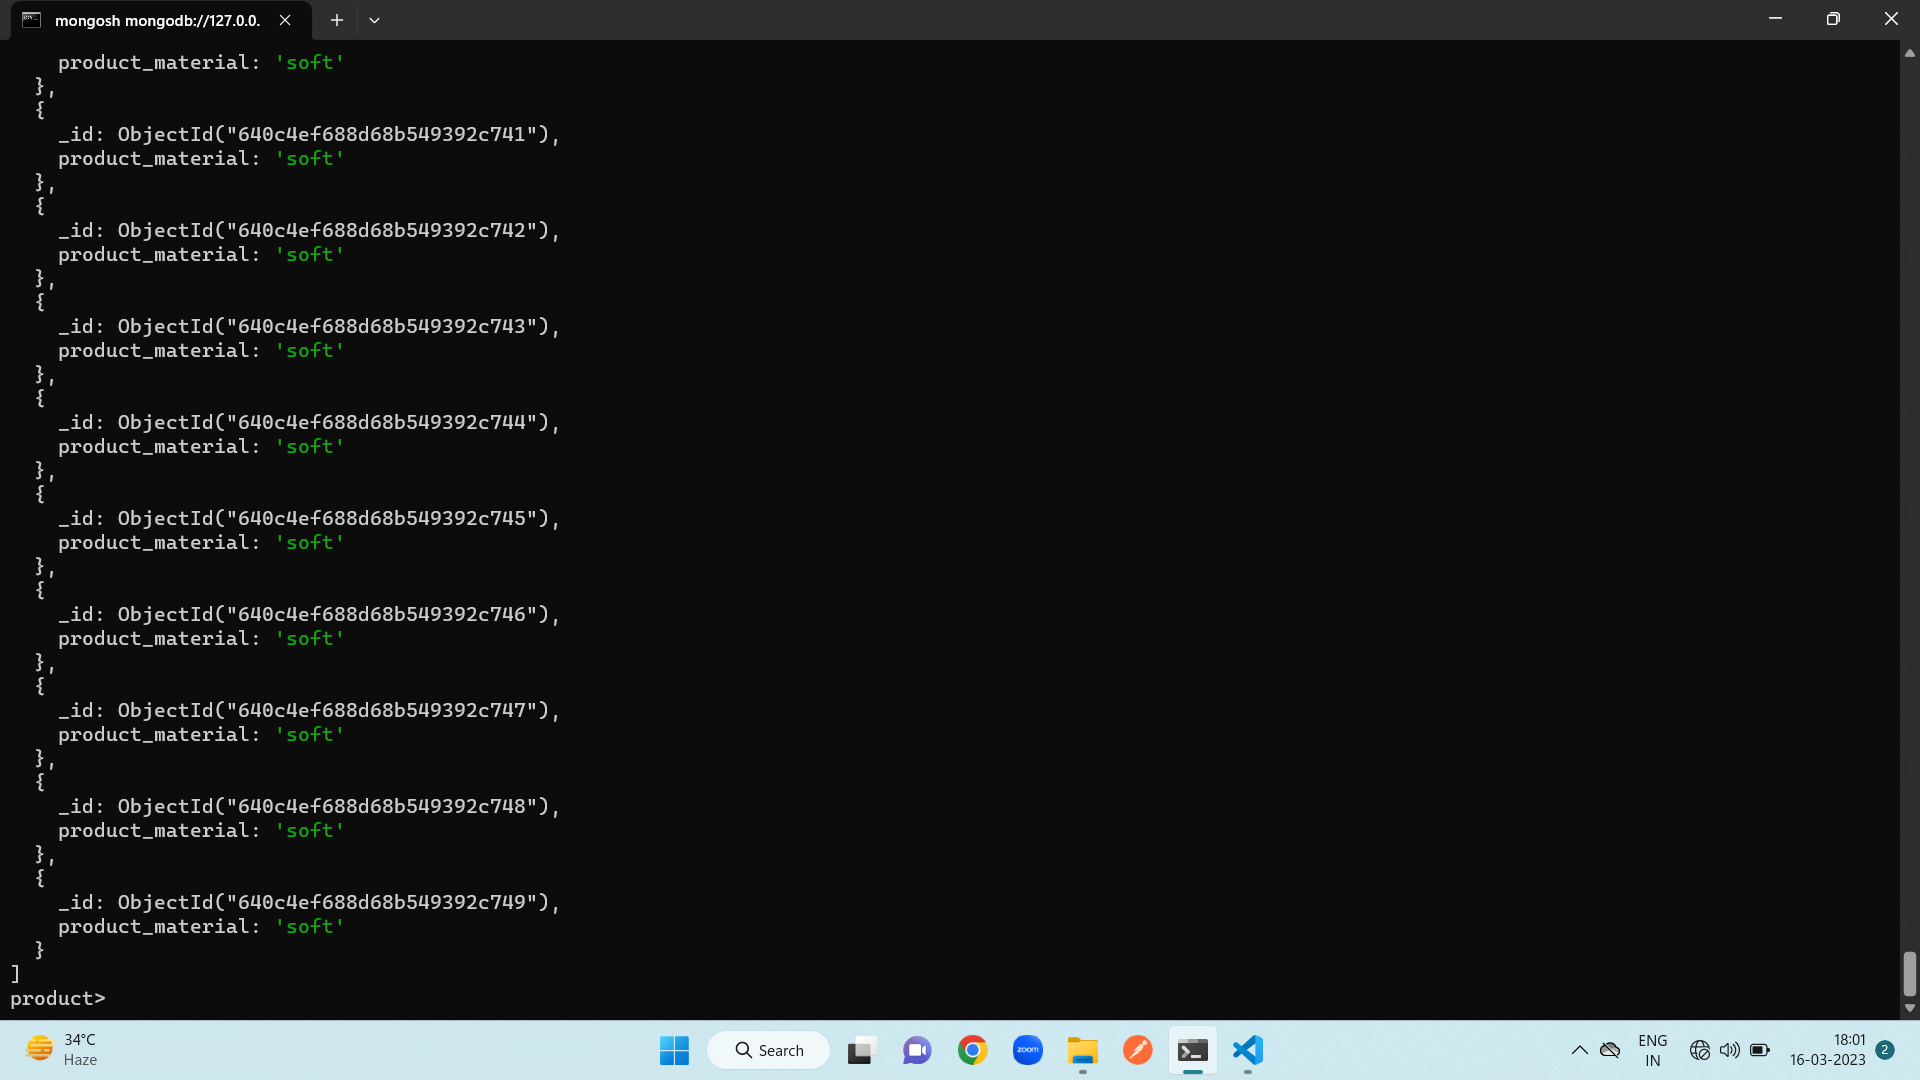 mongosh mongodb://127.0.0.
product_material: 'soft'
},
{
_id: ObjectId("640c4ef688d68b549392c741"),
product_material: 'soft'
},
{
_id: ObjectId("640c4ef688d68b549392c742"),
product_material: 'soft'
},
{
_id: ObjectId("640c4ef688d68b549392c743"),
product_material: 'soft'
},
{
_id: ObjectId("640c4ef688d68b549392c744"),
product_material: 'soft'
},
{
_id: ObjectId("640c4ef688d68b549392c745"),
product_material: 'soft'
},
{
_id: ObjectId("640c4ef688d68b549392c746"),
product_material: 'soft'
},
{
_id: ObjectId("640c4ef688d68b549392c747"),
product_material: 'soft'
},
{
_id: ObjectId("640c4ef688d68b549392c748"),
product_material: 'soft'
},
{
_id: ObjectId("640c4ef688d68b549392c749"),
product_material: 'soft'
}
]
product>
34°C
Haze
Search
zoom
ENG
IN
18:01
16-03-2023
2